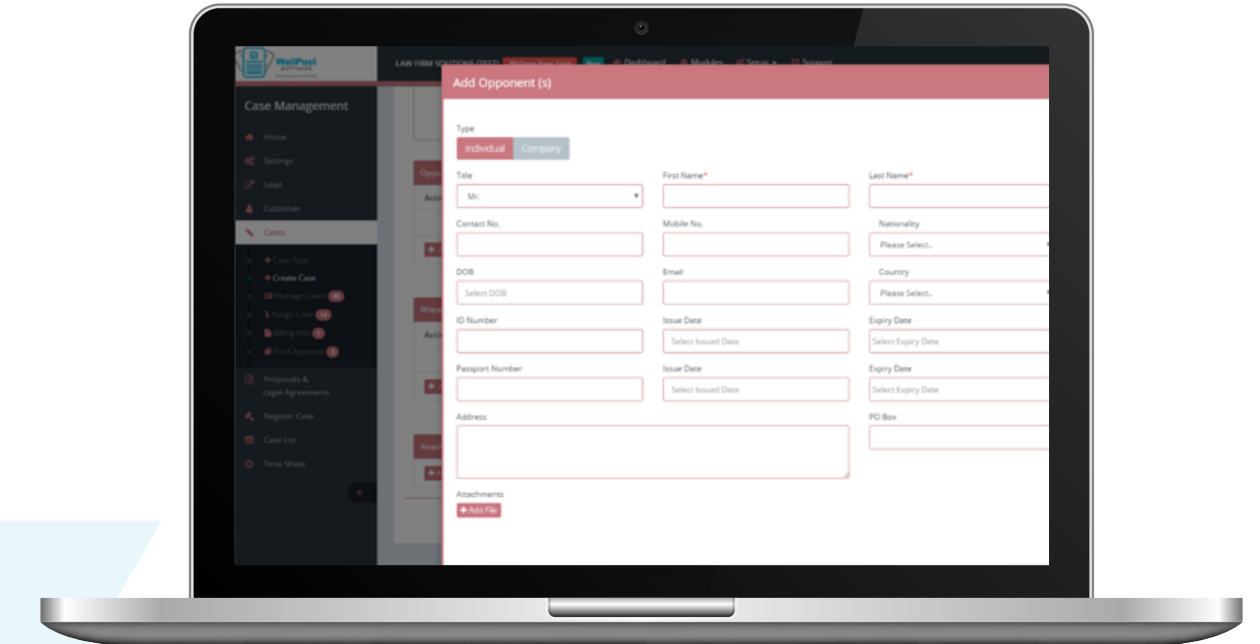 WallPost
SOFTWARE
LAW FIRM SOLUTIONS (TEST)
Dashboard
Modules
Setup
Support
Add Opponent (s)
Case Management
Home
Settings
Lead
Customer
Cases
Case Type
Create Case
Manage Cases
Assign Case
Billing Info
Final Approval
Proposals &
Legal Agreements
Register Case
Case List
Time Sheet
Type
Individual Company
Title First Name* Last Name*
Mr.
Contact No. Mobile No. Nationality
Please Select..
DOB Email Country
Select DOB Please Select..
ID Number Issue Date Expiry Date
Select Issued Date Select Expiry Date
Passport Number Issue Date Expiry Date
Select Issued Date Select Expiry Date
Address PO Box
Attachments
+ Add File